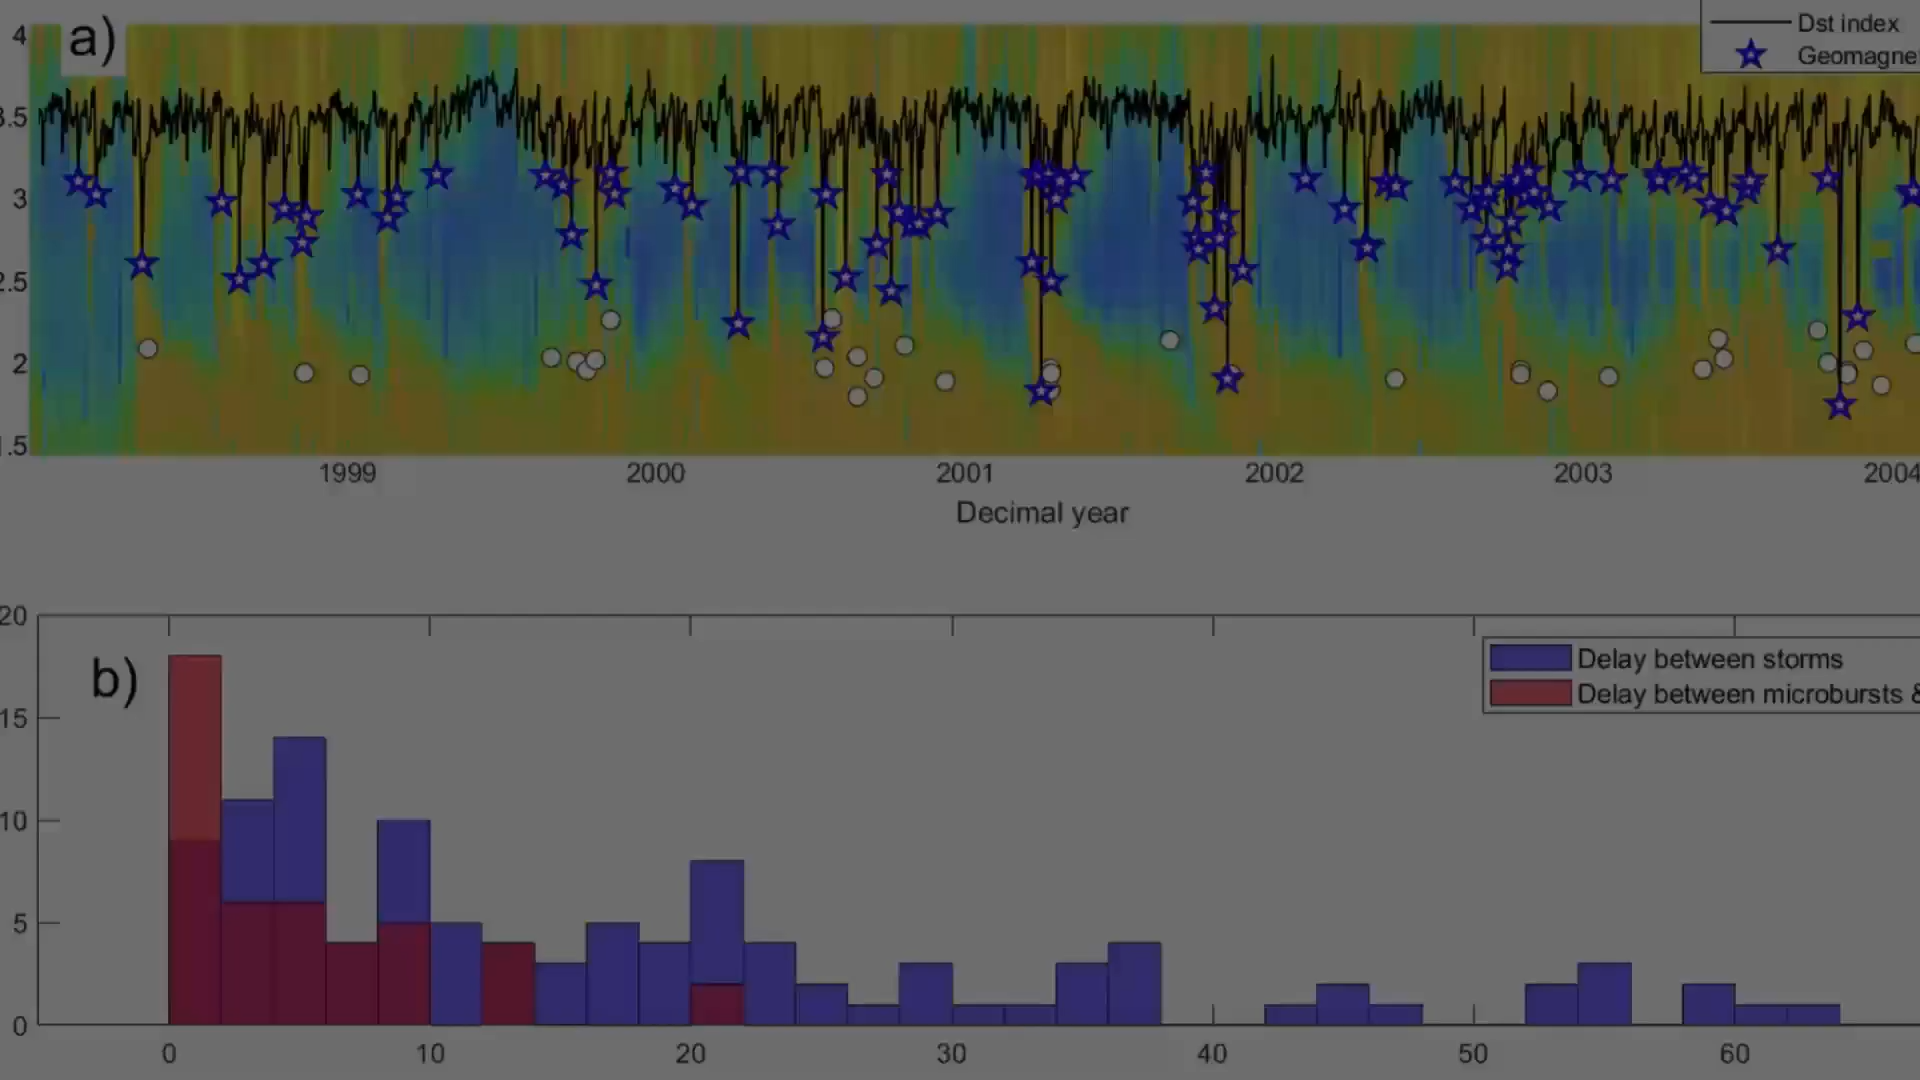 a)
Dst index
Geomagne
4
3.5
3
2.5
2
1.5
1999 2000 2001 2002 2003 2004
Decimal year
b)
Delay between storms
Delay between microbursts &
20
15
10
5
0
0 10 20 30 40 50 60